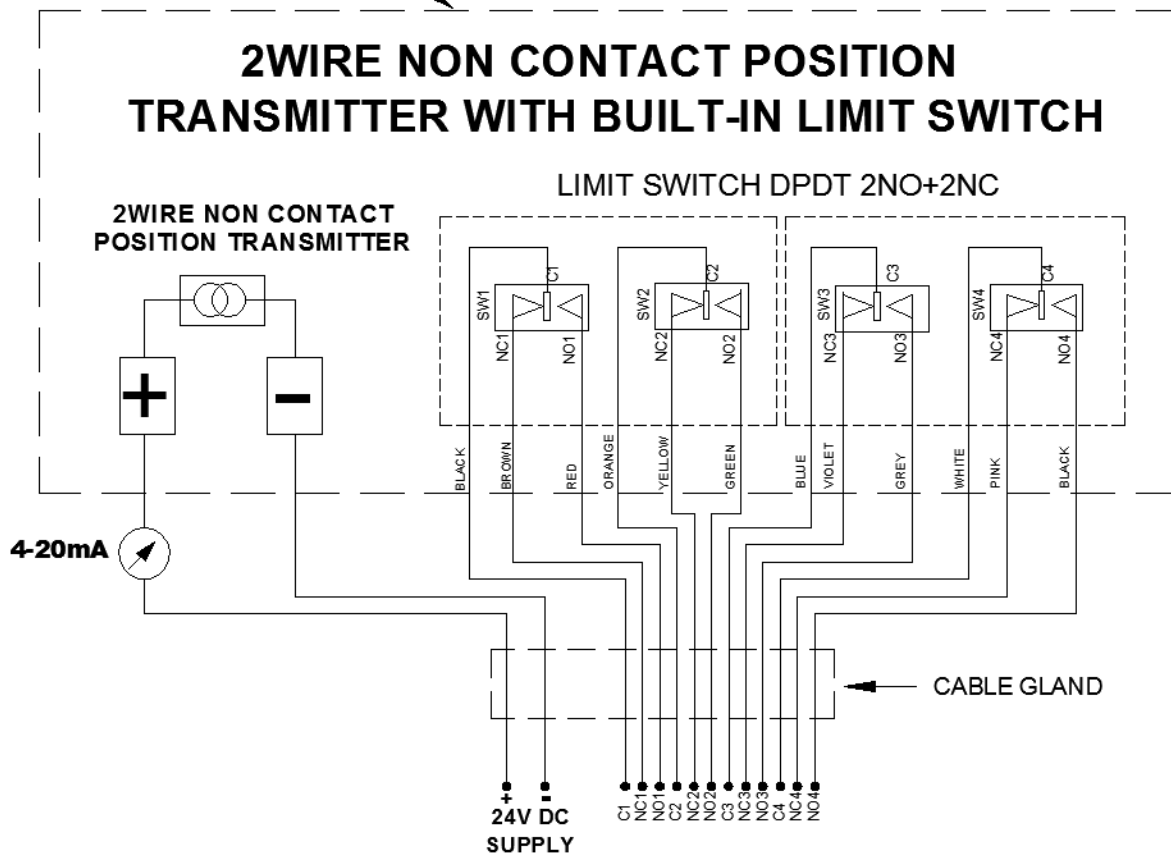 2WIRE NON CONTACT POSITION
TRANSMITTER WITH BUILT-IN LIMIT SWITCH
LIMIT SWITCH DPDT 2NO+2NC
2WIRE NON CONTACT
POSITION TRANSMITTER
+
-
SW1
C1
NC1
NO1
SW2
C2
NC2
NO2
SW3
C3
NC3
NO3
SW4
C4
NC4
NO4
BLACK
BROWN
RED
ORANGE
YELLOW
GREEN
BLUE
VIOLET
GREY
WHITE
PINK
BLACK
4-20mA
CABLE GLAND
+
-
24V DC
SUPPLY
C1
NC1
NO1
C2
NC2
NO2
C3
NC3
NO3
C4
NC4
NO4